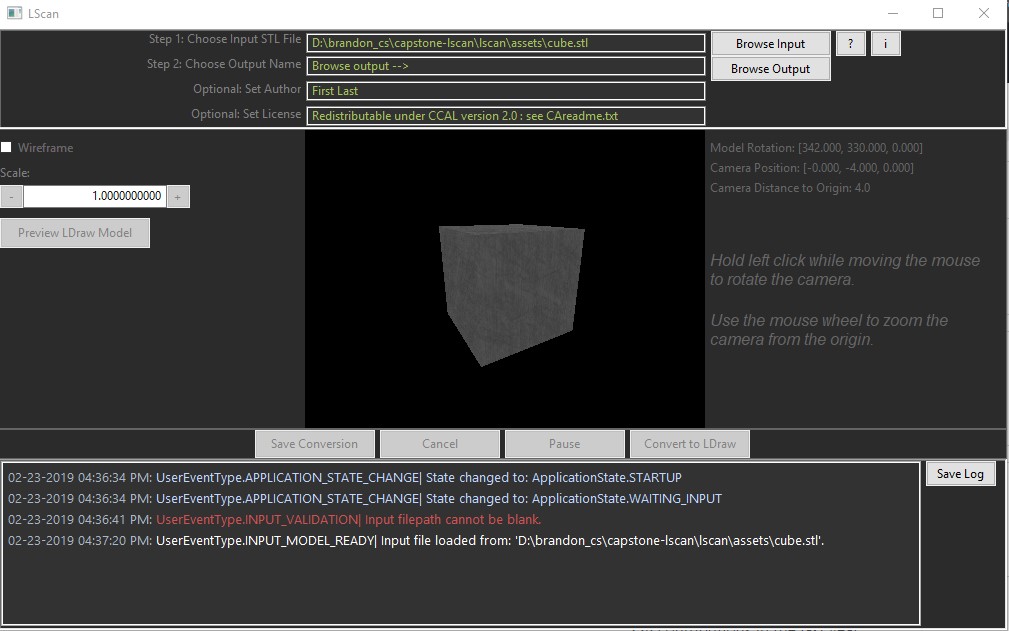 LScan
Step 1: Choose Input STL File
D:\brandon_cs\capstone-lscan\lscan\assets\cube.stl
Browse Input
?
i
Step 2: Choose Output Name
Browse output -->
Browse Output
Optional: Set Author
First Last
Optional: Set License
Redistributable under CCAL version 2.0 : see CAreadme.txt
Wireframe
Scale:
-
1.0000000000
+
Preview LDraw Model
Model Rotation: [342.000, 330.000, 0.000]
Camera Position: [-0.000, -4.000, 0.000]
Camera Distance to Origin: 4.0
Hold left click while moving the mouse
to rotate the camera.
Use the mouse wheel to zoom the
camera from the origin.
Save Conversion
Cancel
Pause
Convert to LDraw
02-23-2019 04:36:34 PM: UserEventType.APPLICATION_STATE_CHANGE| State changed to: ApplicationState.STARTUP
02-23-2019 04:36:34 PM: UserEventType.APPLICATION_STATE_CHANGE| State changed to: ApplicationState.WAITING_INPUT
02-23-2019 04:36:41 PM: UserEventType.INPUT_VALIDATION| Input filepath cannot be blank.
02-23-2019 04:37:20 PM: UserEventType.INPUT_MODEL_READY| Input file loaded from: 'D:\brandon_cs\capstone-lscan\lscan\assets\cube.stl'.
Save Log